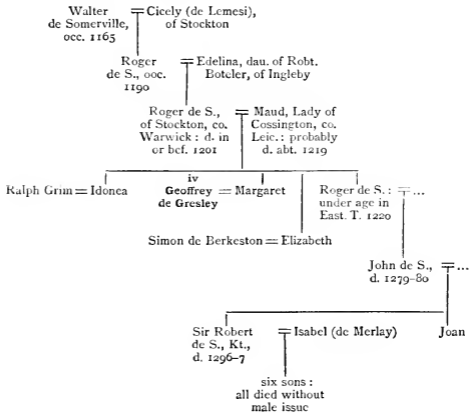 Walter = Cicely (de Lemesi),
de Somerville, of Stockton
occ. 1165
Roger = Edelina, dau. of Robt.
de S., occ. Botcler, of Ingleby
1190
Roger de S., = Maud, Lady of
of Stockton, co. Cossington, co.
Warwick : d. in Leic.: probably
or bef. 1201 d. abt. 1219
iv
Ralph Grim = Idonea Geoffrey = Margaret Roger de S. : = ...
de Gresley under age in
East. T. 1220
Simon de Berkeston = Elizabeth
John de S., = ...
d. 1279-80
Sir Robert = Isabel (de Merlay) Joan
de S., Kt.,
d. 1296-7
six sons :
all died without
male issue